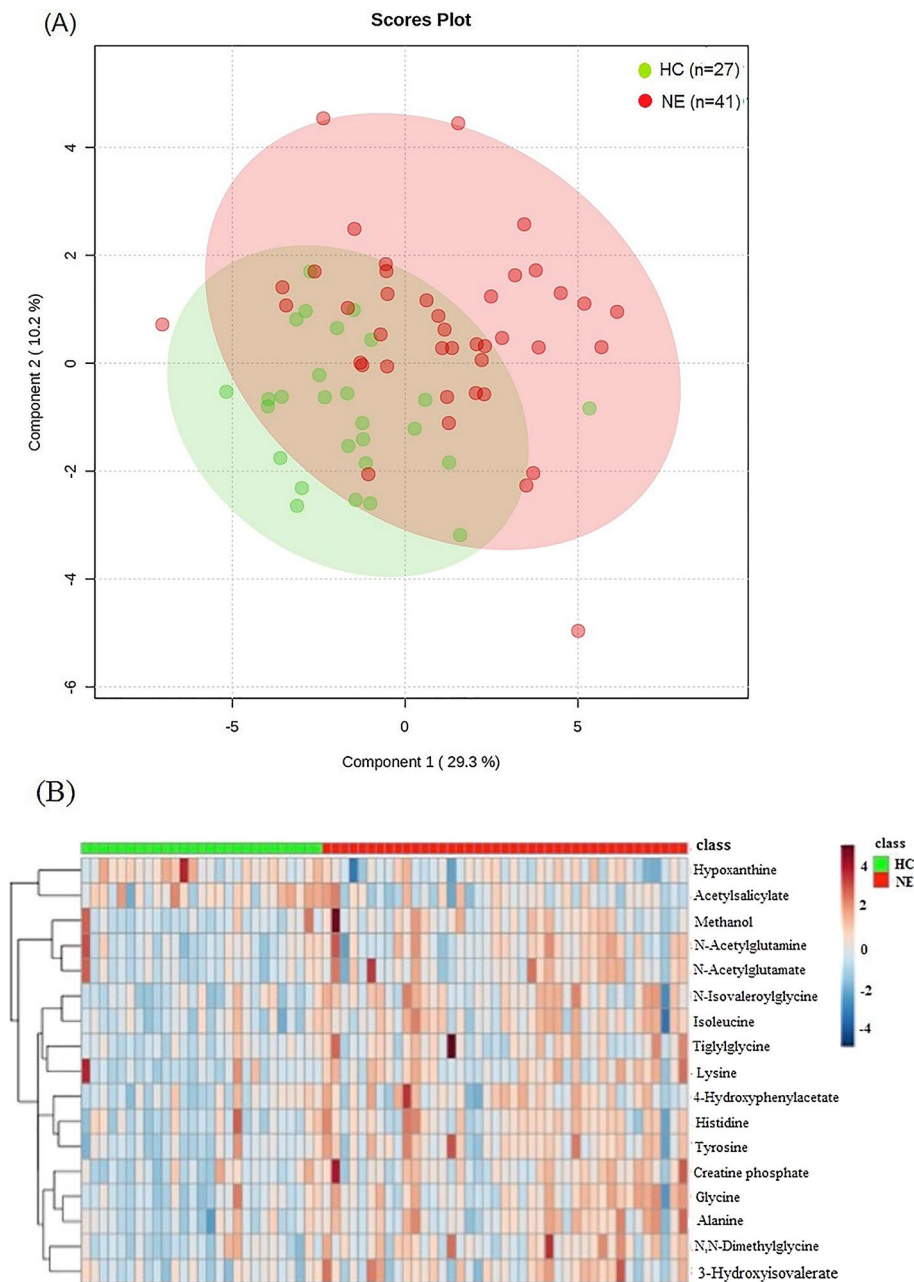 (A)
Scores Plot
HC (n=27)
NE (n=41)
Component 2 ( 10.2 %)
4
2
0
-2
-4
-6
-5
0
5
Component 1 ( 29.3 %)
(B)
class
Hypoxanthine
Acetylsalicylate
Methanol
N-Acetylglutamine
N-Acetylglutamate
N-Isovaleroylglycine
Isoleucine
Tiglylglycine
Lysine
4-Hydroxyphenylacetate
Histidine
Tyrosine
Creatine phosphate
Glycine
Alanine
N,N-Dimethylglycine
3-Hydroxyisovalerate
4
2
0
-2
-4
class
HC
NE